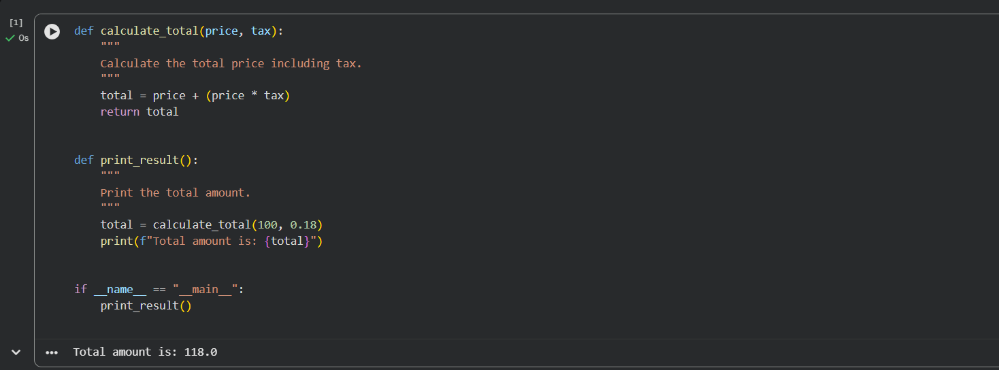 [1]
0s
def calculate_total(price, tax):
    """
    Calculate the total price including tax.
    """
    total = price + (price * tax)
    return total
def print_result():
    """
    Print the total amount.
    """
    total = calculate_total(100, 0.18)
    print(f"Total amount is: {total}")
if __name__ == "__main__":
    print_result()
Total amount is: 118.0